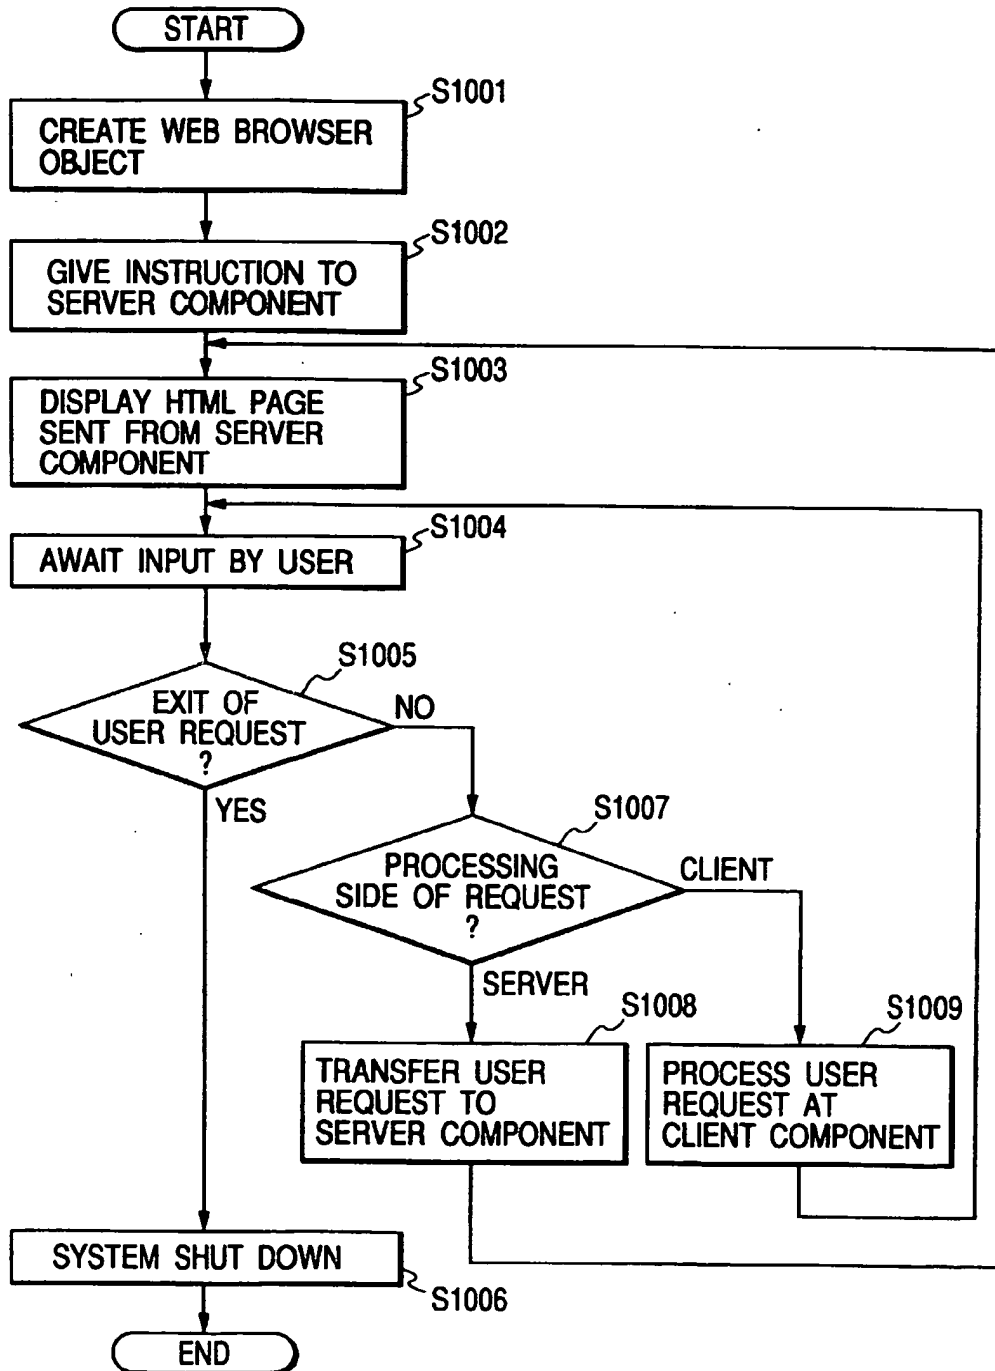 START
S1001
CREATE WEB BROWSER
OBJECT
S1002
GIVE INSTRUCTION TO
SERVER COMPONENT
S1003
DISPLAY HTML PAGE
SENT FROM SERVER
COMPONENT
S1004
AWAIT INPUT BY USER
S1005
EXIT OF
USER REQUEST
?
NO
YES
S1007
PROCESSING
SIDE OF REQUEST
?
CLIENT
SERVER
S1008
TRANSFER USER
REQUEST TO
SERVER COMPONENT
S1009
PROCESS USER
REQUEST AT
CLIENT COMPONENT
SYSTEM SHUT DOWN
S1006
END